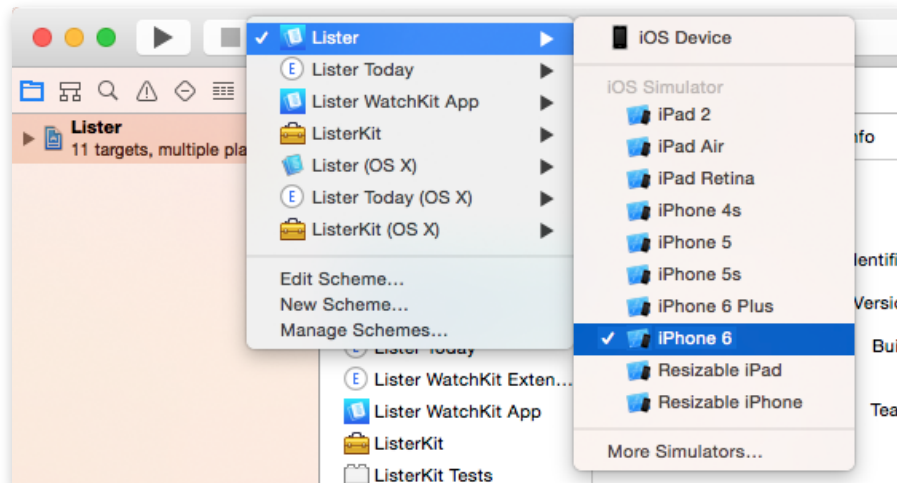 Lister
Lister Today
Lister WatchKit App
ListerKit
Lister (OS X)
Lister Today (OS X)
ListerKit (OS X)
Edit Scheme...
New Scheme...
Manage Schemes...
iOS Device
iOS Simulator
iPad 2
iPad Air
iPad Retina
iPhone 4s
iPhone 5
iPhone 5s
iPhone 6 Plus
iPhone 6
Resizable iPad
Resizable iPhone
More Simulators...
Lister
11 targets, multiple pla
E Lister Today
E Lister WatchKit Exten...
Lister WatchKit App
ListerKit
ListerKit Tests
nfo
dentifi
Versio
Bui
Tea